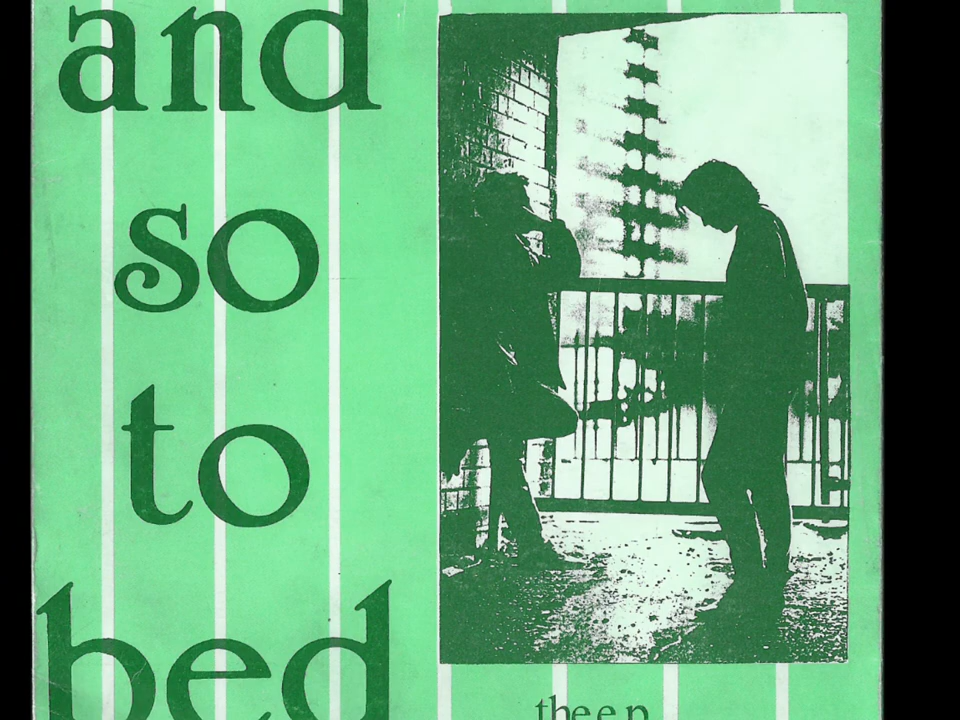 and
so
to
bed
the e.p.